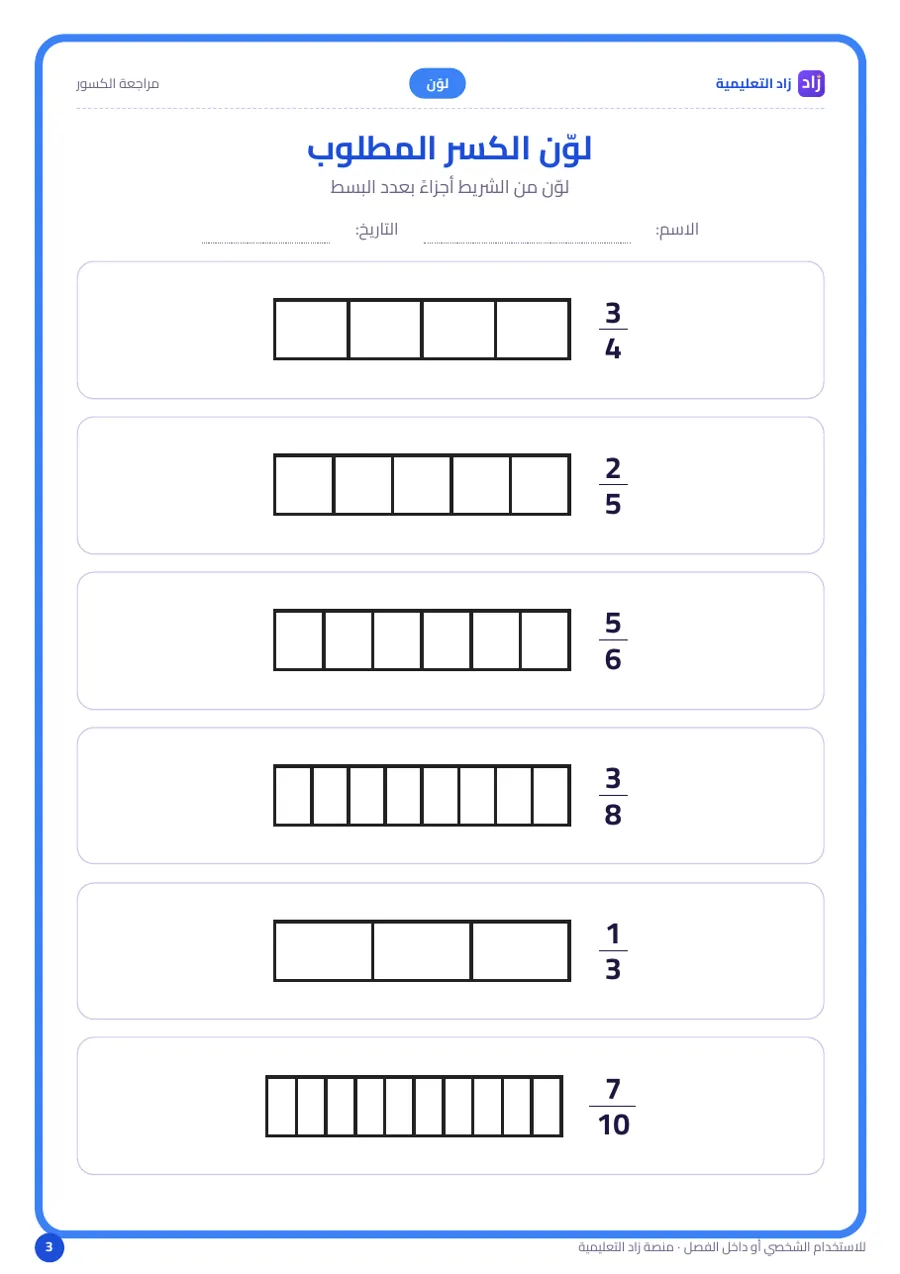 زاد زاد التعليمية
لوّن
مراجعة الكسور
لوّن الكسر المطلوب
لوّن من الشريط أجزاءً بعدد البسط
الاسم: التاريخ:
3
4
2
5
5
6
3
8
1
3
7
10
للاستخدام الشخصي أو داخل الفصل · منصة زاد التعليمية
3